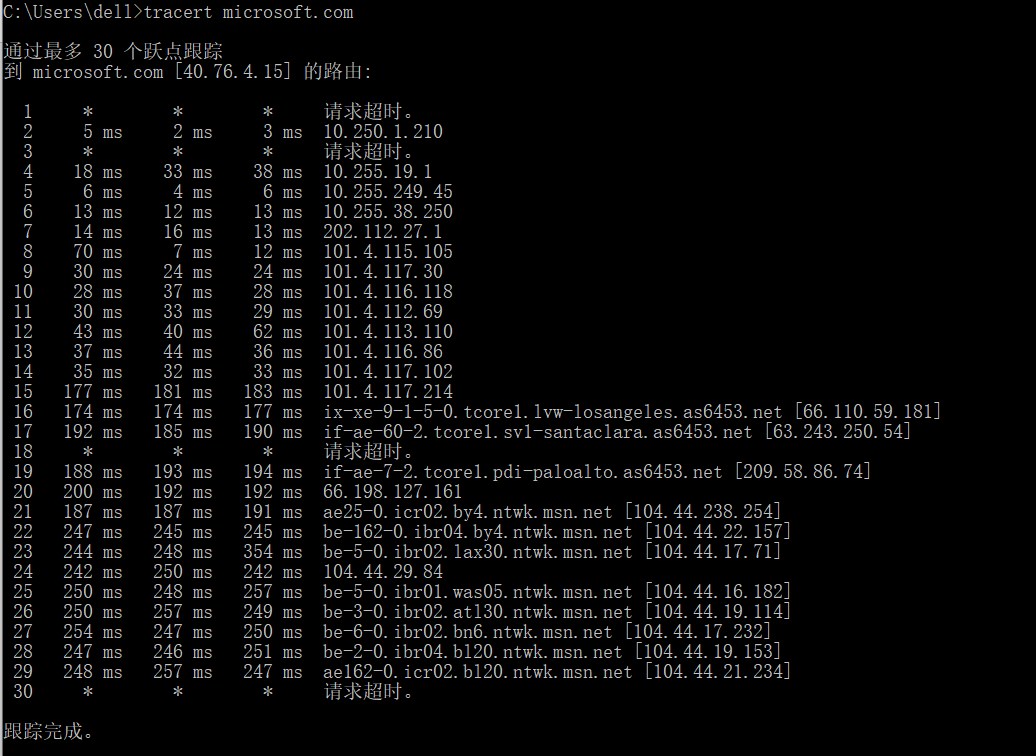 C:\Users\dell>tracert microsoft.com
通过最多 30 个跃点跟踪
到 microsoft.com [40.76.4.15] 的路由:
1 * * * 请求超时。
2 5 ms 2 ms 3 ms 10.250.1.210
3 * * * 请求超时。
4 18 ms 33 ms 38 ms 10.255.19.1
5 6 ms 4 ms 6 ms 10.255.249.45
6 13 ms 12 ms 13 ms 10.255.38.250
7 14 ms 16 ms 13 ms 202.112.27.1
8 70 ms 7 ms 12 ms 101.4.115.105
9 30 ms 24 ms 24 ms 101.4.117.30
10 28 ms 37 ms 28 ms 101.4.116.118
11 30 ms 33 ms 29 ms 101.4.112.69
12 43 ms 40 ms 62 ms 101.4.113.110
13 37 ms 44 ms 36 ms 101.4.116.86
14 35 ms 32 ms 33 ms 101.4.117.102
15 177 ms 181 ms 183 ms 101.4.117.214
16 174 ms 174 ms 177 ms ix-xe-9-1-5-0.tcore1.lvw-losangeles.as6453.net [66.110.59.181]
17 192 ms 185 ms 190 ms if-ae-60-2.tcore1.sv1-santaclara.as6453.net [63.243.250.54]
18 * * * 请求超时。
19 188 ms 193 ms 194 ms if-ae-7-2.tcore1.pdi-paloalto.as6453.net [209.58.86.74]
20 200 ms 192 ms 192 ms 66.198.127.161
21 187 ms 187 ms 191 ms ae25-0.icr02.by4.ntwk.msn.net [104.44.238.254]
22 247 ms 245 ms 245 ms be-162-0.ibr04.by4.ntwk.msn.net [104.44.22.157]
23 244 ms 248 ms 354 ms be-5-0.ibr02.lax30.ntwk.msn.net [104.44.17.71]
24 242 ms 250 ms 242 ms 104.44.29.84
25 250 ms 248 ms 257 ms be-5-0.ibr01.was05.ntwk.msn.net [104.44.16.182]
26 250 ms 257 ms 249 ms be-3-0.ibr02.atl30.ntwk.msn.net [104.44.19.114]
27 254 ms 247 ms 250 ms be-6-0.ibr02.bn6.ntwk.msn.net [104.44.17.232]
28 247 ms 246 ms 251 ms be-2-0.ibr04.bl20.ntwk.msn.net [104.44.19.153]
29 248 ms 257 ms 247 ms ae162-0.icr02.bl20.ntwk.msn.net [104.44.21.234]
30 * * * 请求超时。
跟踪完成。